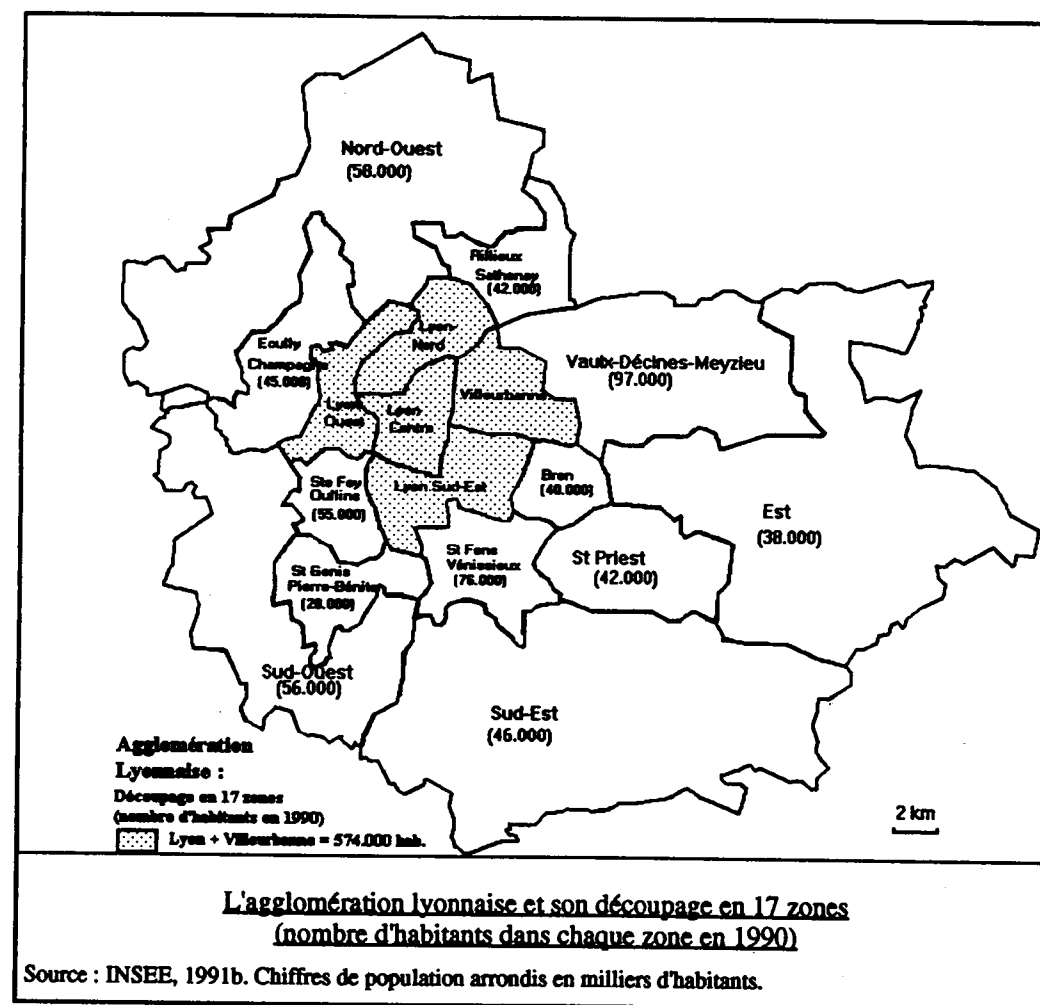 Nord-Ouest
(58.000)
Rillieux
Sathonay
(42.000)
Lyon-
Nord
Ecully
Champagne
(45.000)
Vaulx-Décines-Meyzieu
(97.000)
Villeurbanne
Lyon
Ouest
Lyon
Centre
Ste Foy
Oullins
(55.000)
Lyon Sud-Est
Bron
(40.000)
Est
(38.000)
St Fons
Vénissieux
(76.000)
St Priest
(42.000)
St Genis
Pierre-Bénite
(28.000)
Sud-Ouest
(56.000)
Sud-Est
(46.000)
Agglomération
Lyonnaise :
Découpage en 17 zones
(nombre d'habitants en 1990)
Lyon + Villeurbanne = 574.000 hab.
2 km
L'agglomération lyonnaise et son découpage en 17 zones
(nombre d'habitants dans chaque zone en 1990)
Source : INSEE, 1991b. Chiffres de population arrondis en milliers d'habitants.